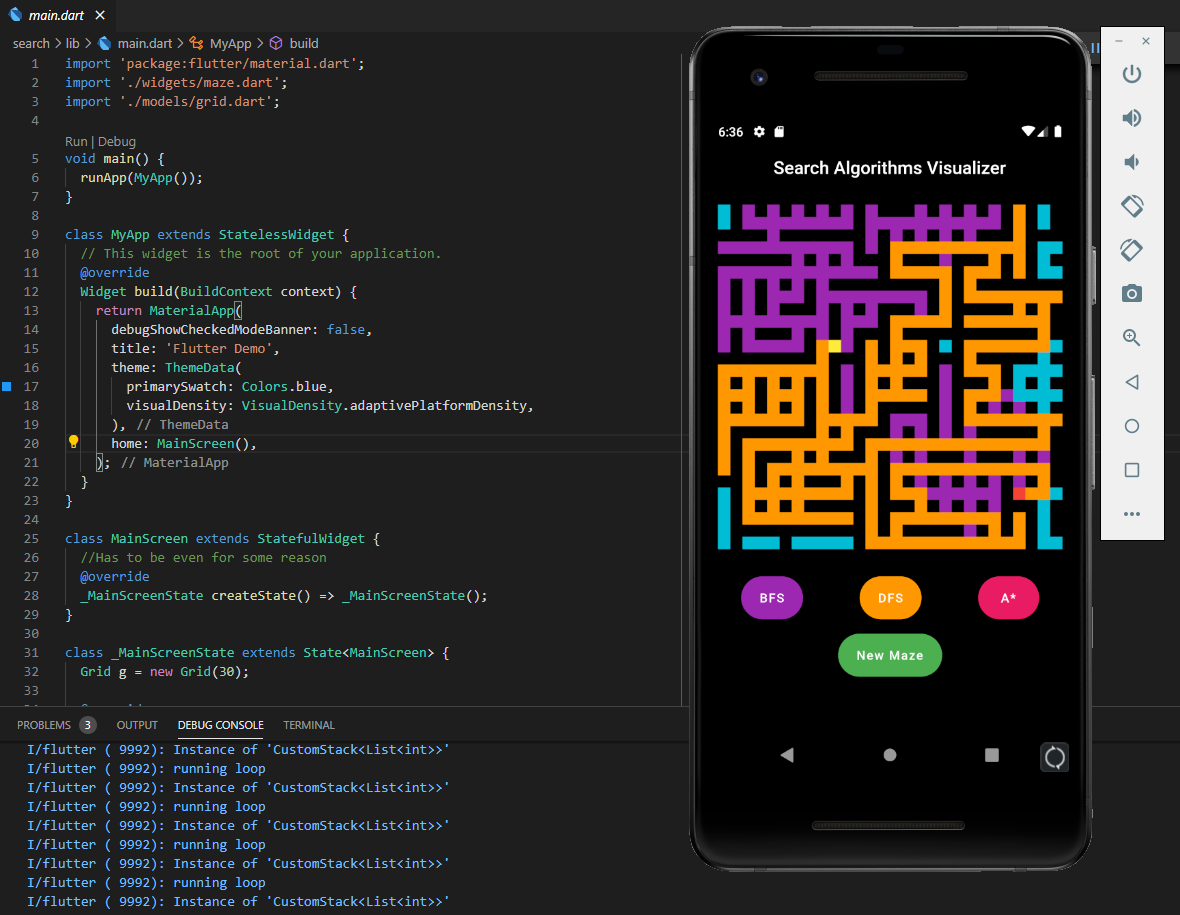 main.dart
search > lib > main.dart > MyApp > build
1 import 'package:flutter/material.dart';
2 import './widgets/maze.dart';
3 import './models/grid.dart';
4
Run | Debug
5 void main() {
6 runApp(MyApp());
7 }
8
9 class MyApp extends StatelessWidget {
10 // This widget is the root of your application.
11 @override
12 Widget build(BuildContext context) {
13 return MaterialApp(
14 debugShowCheckedModeBanner: false,
15 title: 'Flutter Demo',
16 theme: ThemeData(
17 primarySwatch: Colors.blue,
18 visualDensity: VisualDensity.adaptivePlatformDensity,
19 ), // ThemeData
20 home: MainScreen(),
21 ); // MaterialApp
22 }
23 }
24
25 class MainScreen extends StatefulWidget {
26 //Has to be even for some reason
27 @override
28 _MainScreenState createState() => _MainScreenState();
29 }
30
31 class _MainScreenState extends State<MainScreen> {
32 Grid g = new Grid(30);
33
PROBLEMS 3 OUTPUT DEBUG CONSOLE TERMINAL
I/flutter ( 9992): Instance of 'CustomStack<List<int>>'
I/flutter ( 9992): running loop
I/flutter ( 9992): Instance of 'CustomStack<List<int>>'
I/flutter ( 9992): running loop
I/flutter ( 9992): Instance of 'CustomStack<List<int>>'
I/flutter ( 9992): running loop
I/flutter ( 9992): Instance of 'CustomStack<List<int>>'
I/flutter ( 9992): running loop
I/flutter ( 9992): Instance of 'CustomStack<List<int>>'
6:36
Search Algorithms Visualizer
BFS DFS A*
New Maze